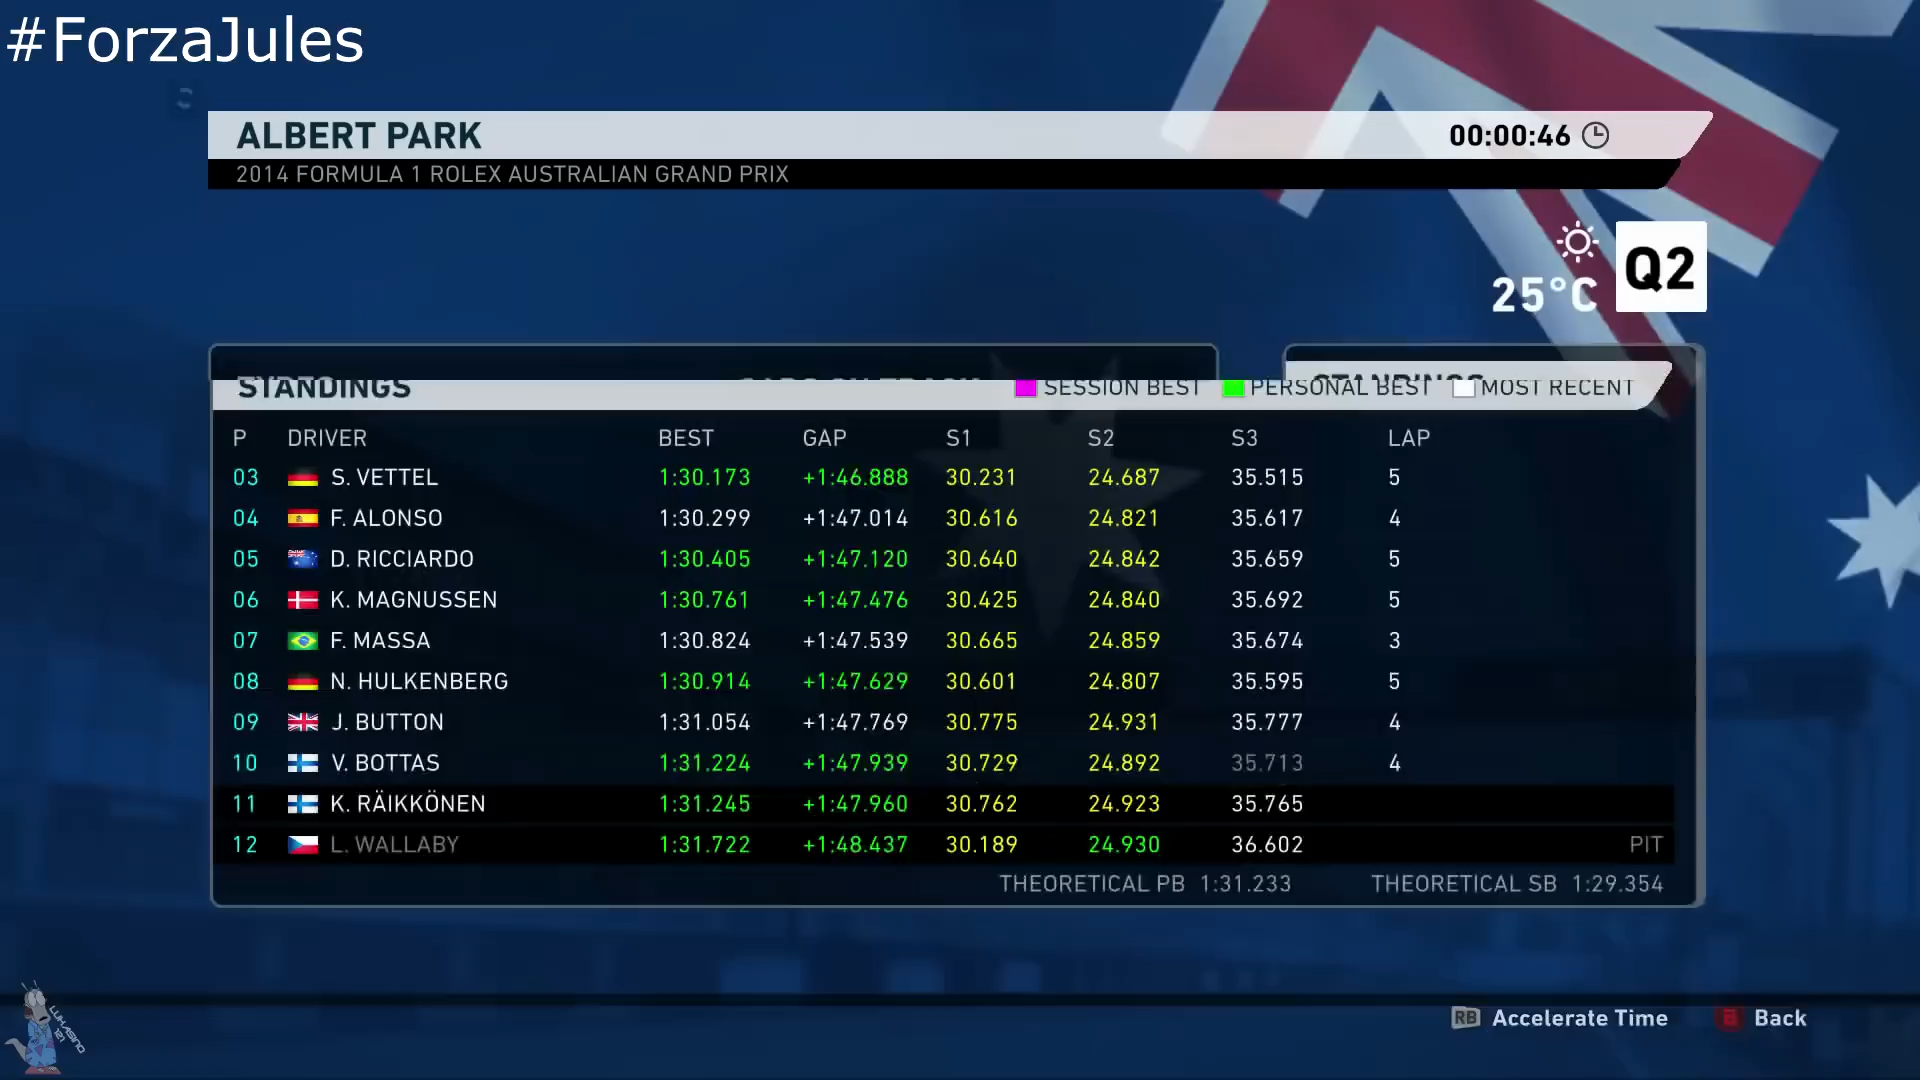 #ForzaJules
ALBERT PARK 00:00:46
2014 FORMULA 1 ROLEX AUSTRALIAN GRAND PRIX
25°C Q2
STANDINGS SESSION BEST PERSONAL BEST MOST RECENT
P DRIVER BEST GAP S1 S2 S3 LAP
03 S. VETTEL 1:30.173 +1:46.888 30.231 24.687 35.515 5
04 F. ALONSO 1:30.299 +1:47.014 30.616 24.821 35.617 4
05 D. RICCIARDO 1:30.405 +1:47.120 30.640 24.842 35.659 5
06 K. MAGNUSSEN 1:30.761 +1:47.476 30.425 24.840 35.692 5
07 F. MASSA 1:30.824 +1:47.539 30.665 24.859 35.674 3
08 N. HULKENBERG 1:30.914 +1:47.629 30.601 24.807 35.595 5
09 J. BUTTON 1:31.054 +1:47.769 30.775 24.931 35.777 4
10 V. BOTTAS 1:31.224 +1:47.939 30.729 24.892 35.713 4
11 K. RÄIKKÖNEN 1:31.245 +1:47.960 30.762 24.923 35.765
12 L. WALLABY 1:31.722 +1:48.437 30.189 24.930 36.602 PIT
THEORETICAL PB 1:31.233 THEORETICAL SB 1:29.354
LUKASINO 121
RB Accelerate Time B Back